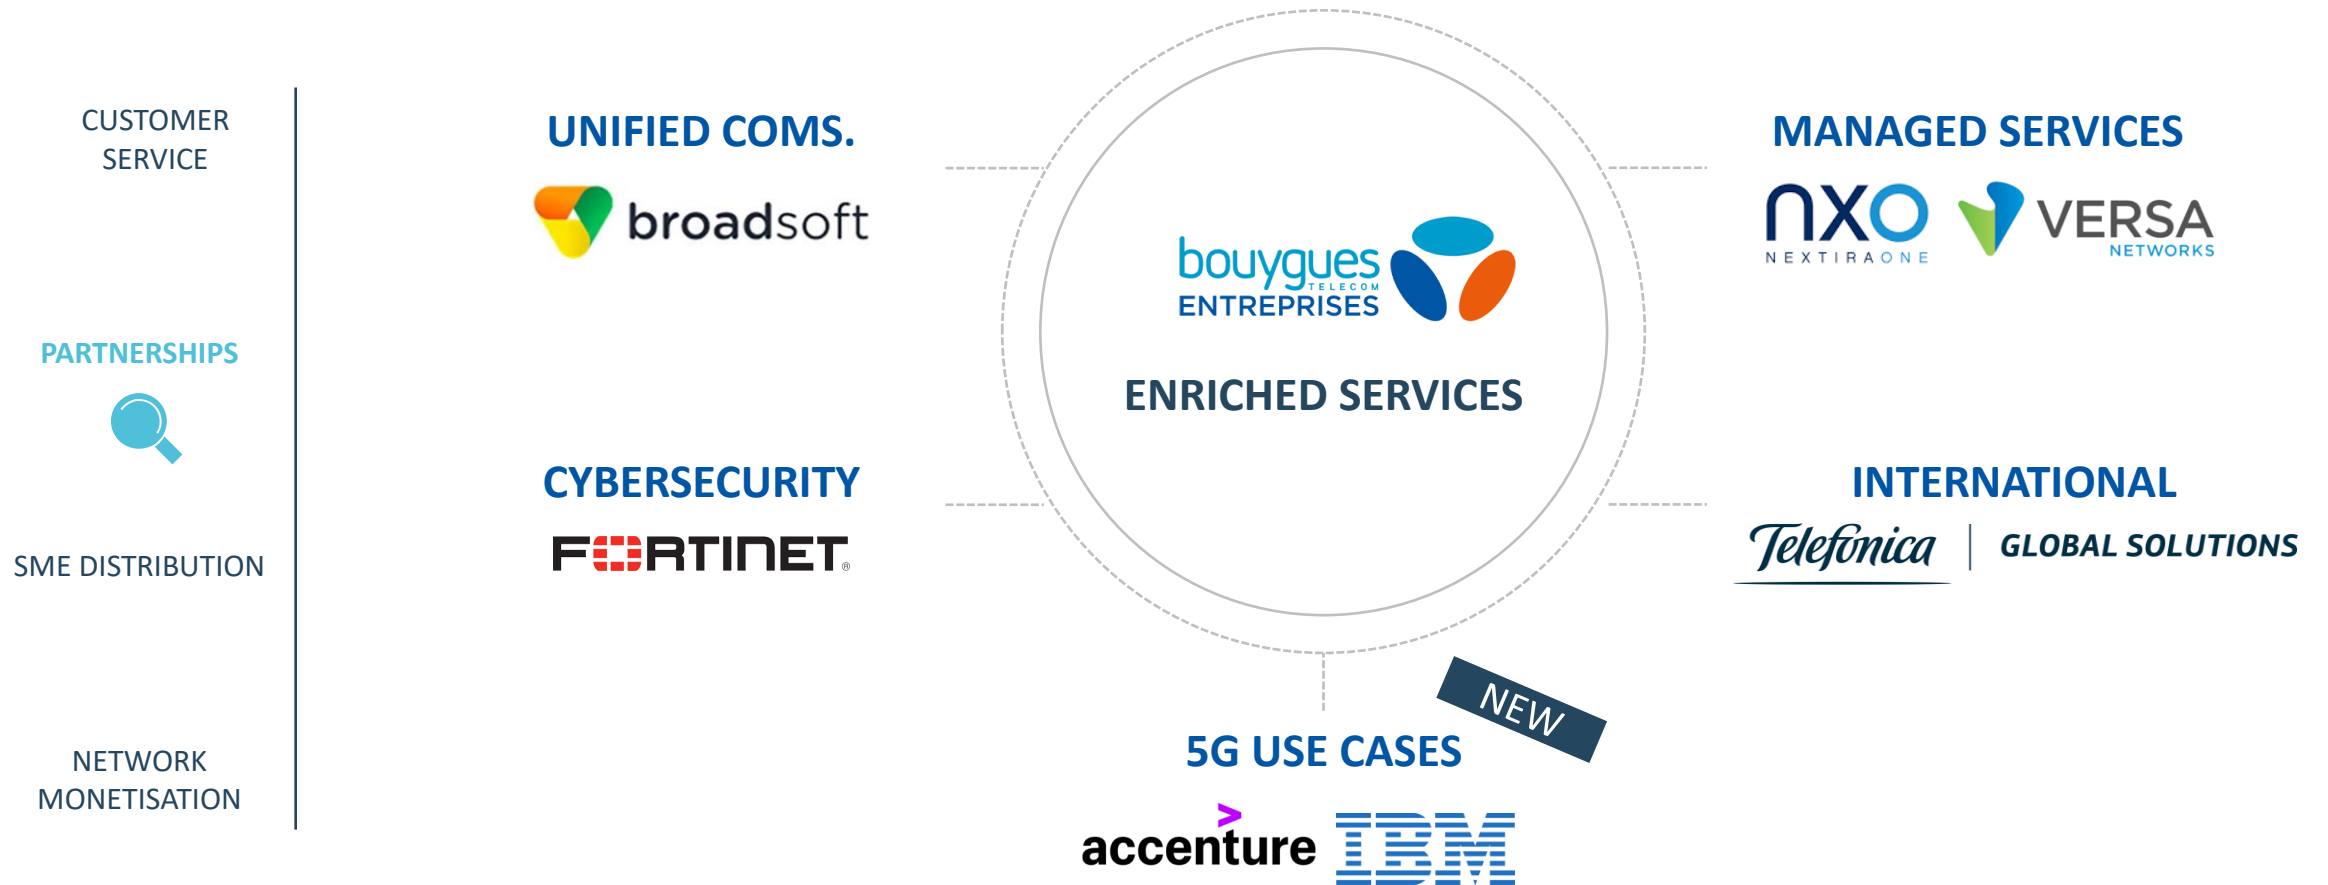 CUSTOMER
SERVICE
PARTNERSHIPS
SME DISTRIBUTION
NETWORK
MONETISATION
UNIFIED COMS.
broadsoft
CYBERSECURITY
FORTINET®
bouygues
TELECOM
ENTREPRISES
ENRICHED SERVICES
MANAGED SERVICES
nxo
NEXTIRAONE
VERSA
NETWORKS
INTERNATIONAL
Telefónica | GLOBAL SOLUTIONS
NEW
5G USE CASES
>
accenture
IBM